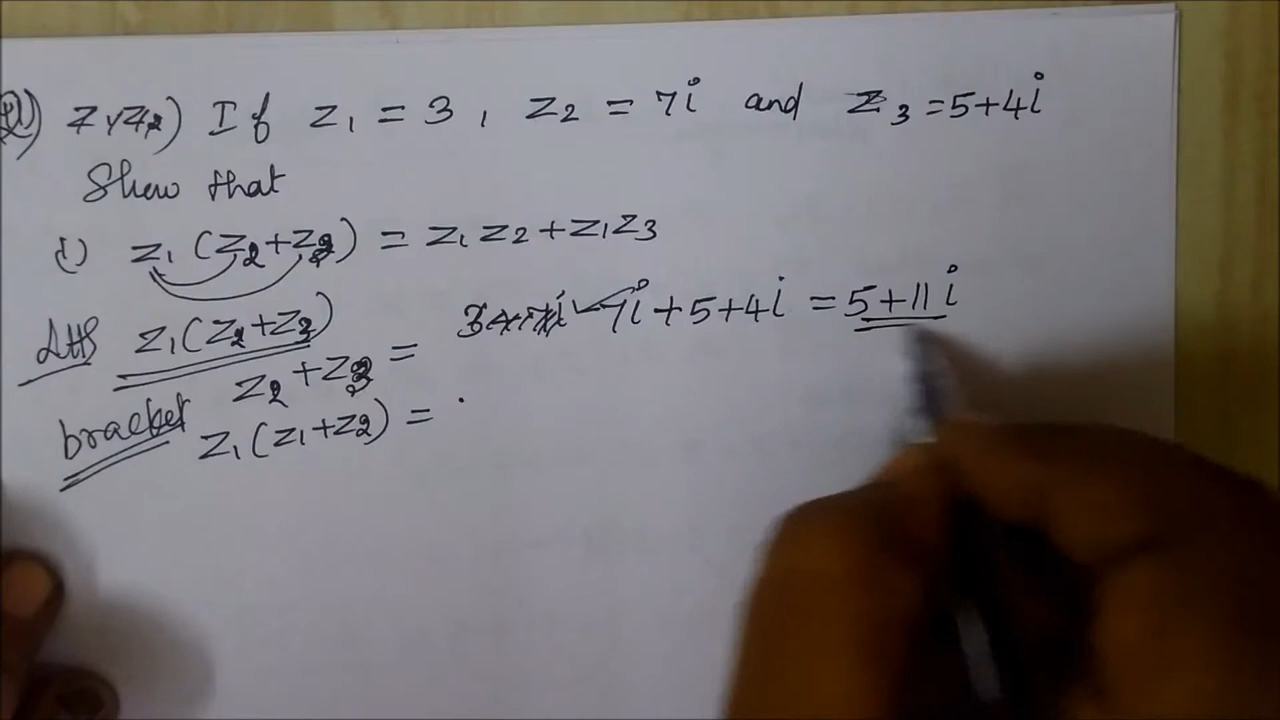 If z1 = 3, z2 = 7i and z3 = 5+4i
Show that
i) z1(z2+z3) = z1z2+z1z3
LHS z1(z2+z3)
z2+z3 = 7i+5+4i = 5+11i
bracket z1(z1+z2) =